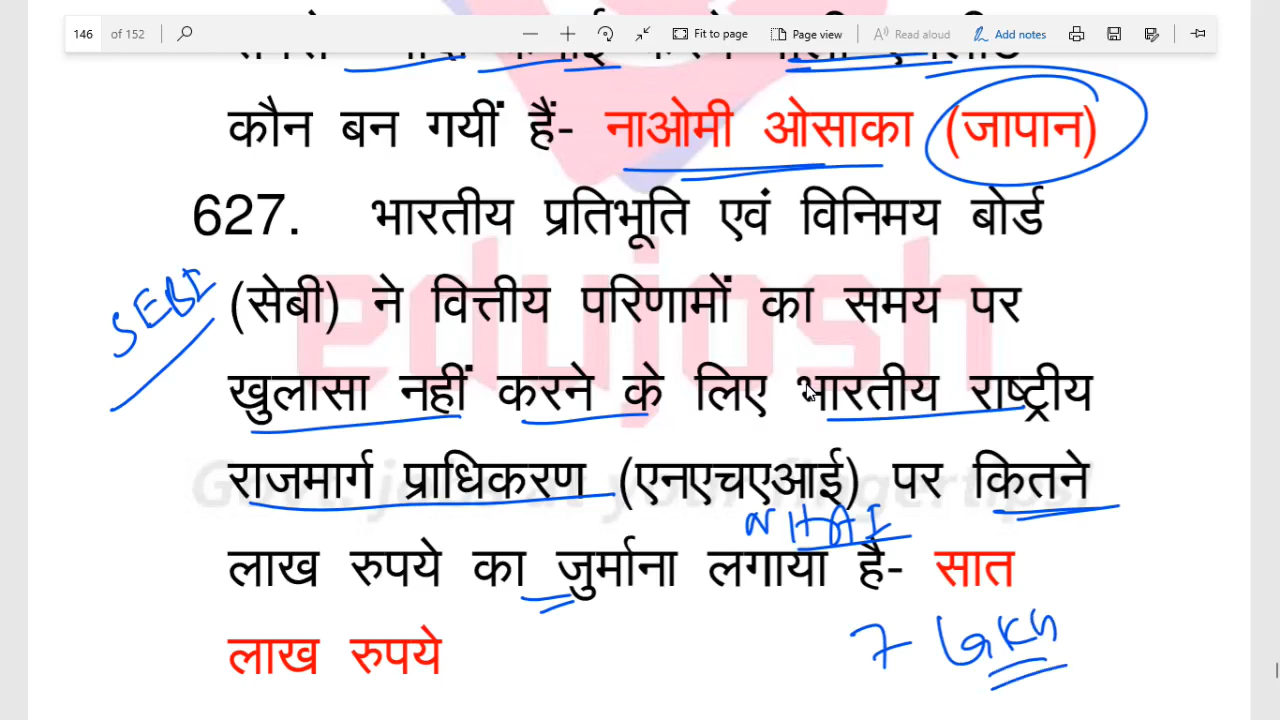 146 of 152 Fit to page Page view Read aloud Add notes
कौन बन गयीं हैं- नाओमी ओसाका (जापान)
627. भारतीय प्रतिभूति एवं विनिमय बोर्ड
SEBI
(सेबी) ने वित्तीय परिणामों का समय पर
खुलासा नहीं करने के लिए भारतीय राष्ट्रीय
राजमार्ग प्राधिकरण (एनएचएआई) पर कितने
NHAI
लाख रुपये का जुर्माना लगाया है- सात
लाख रुपये
7
edujosh